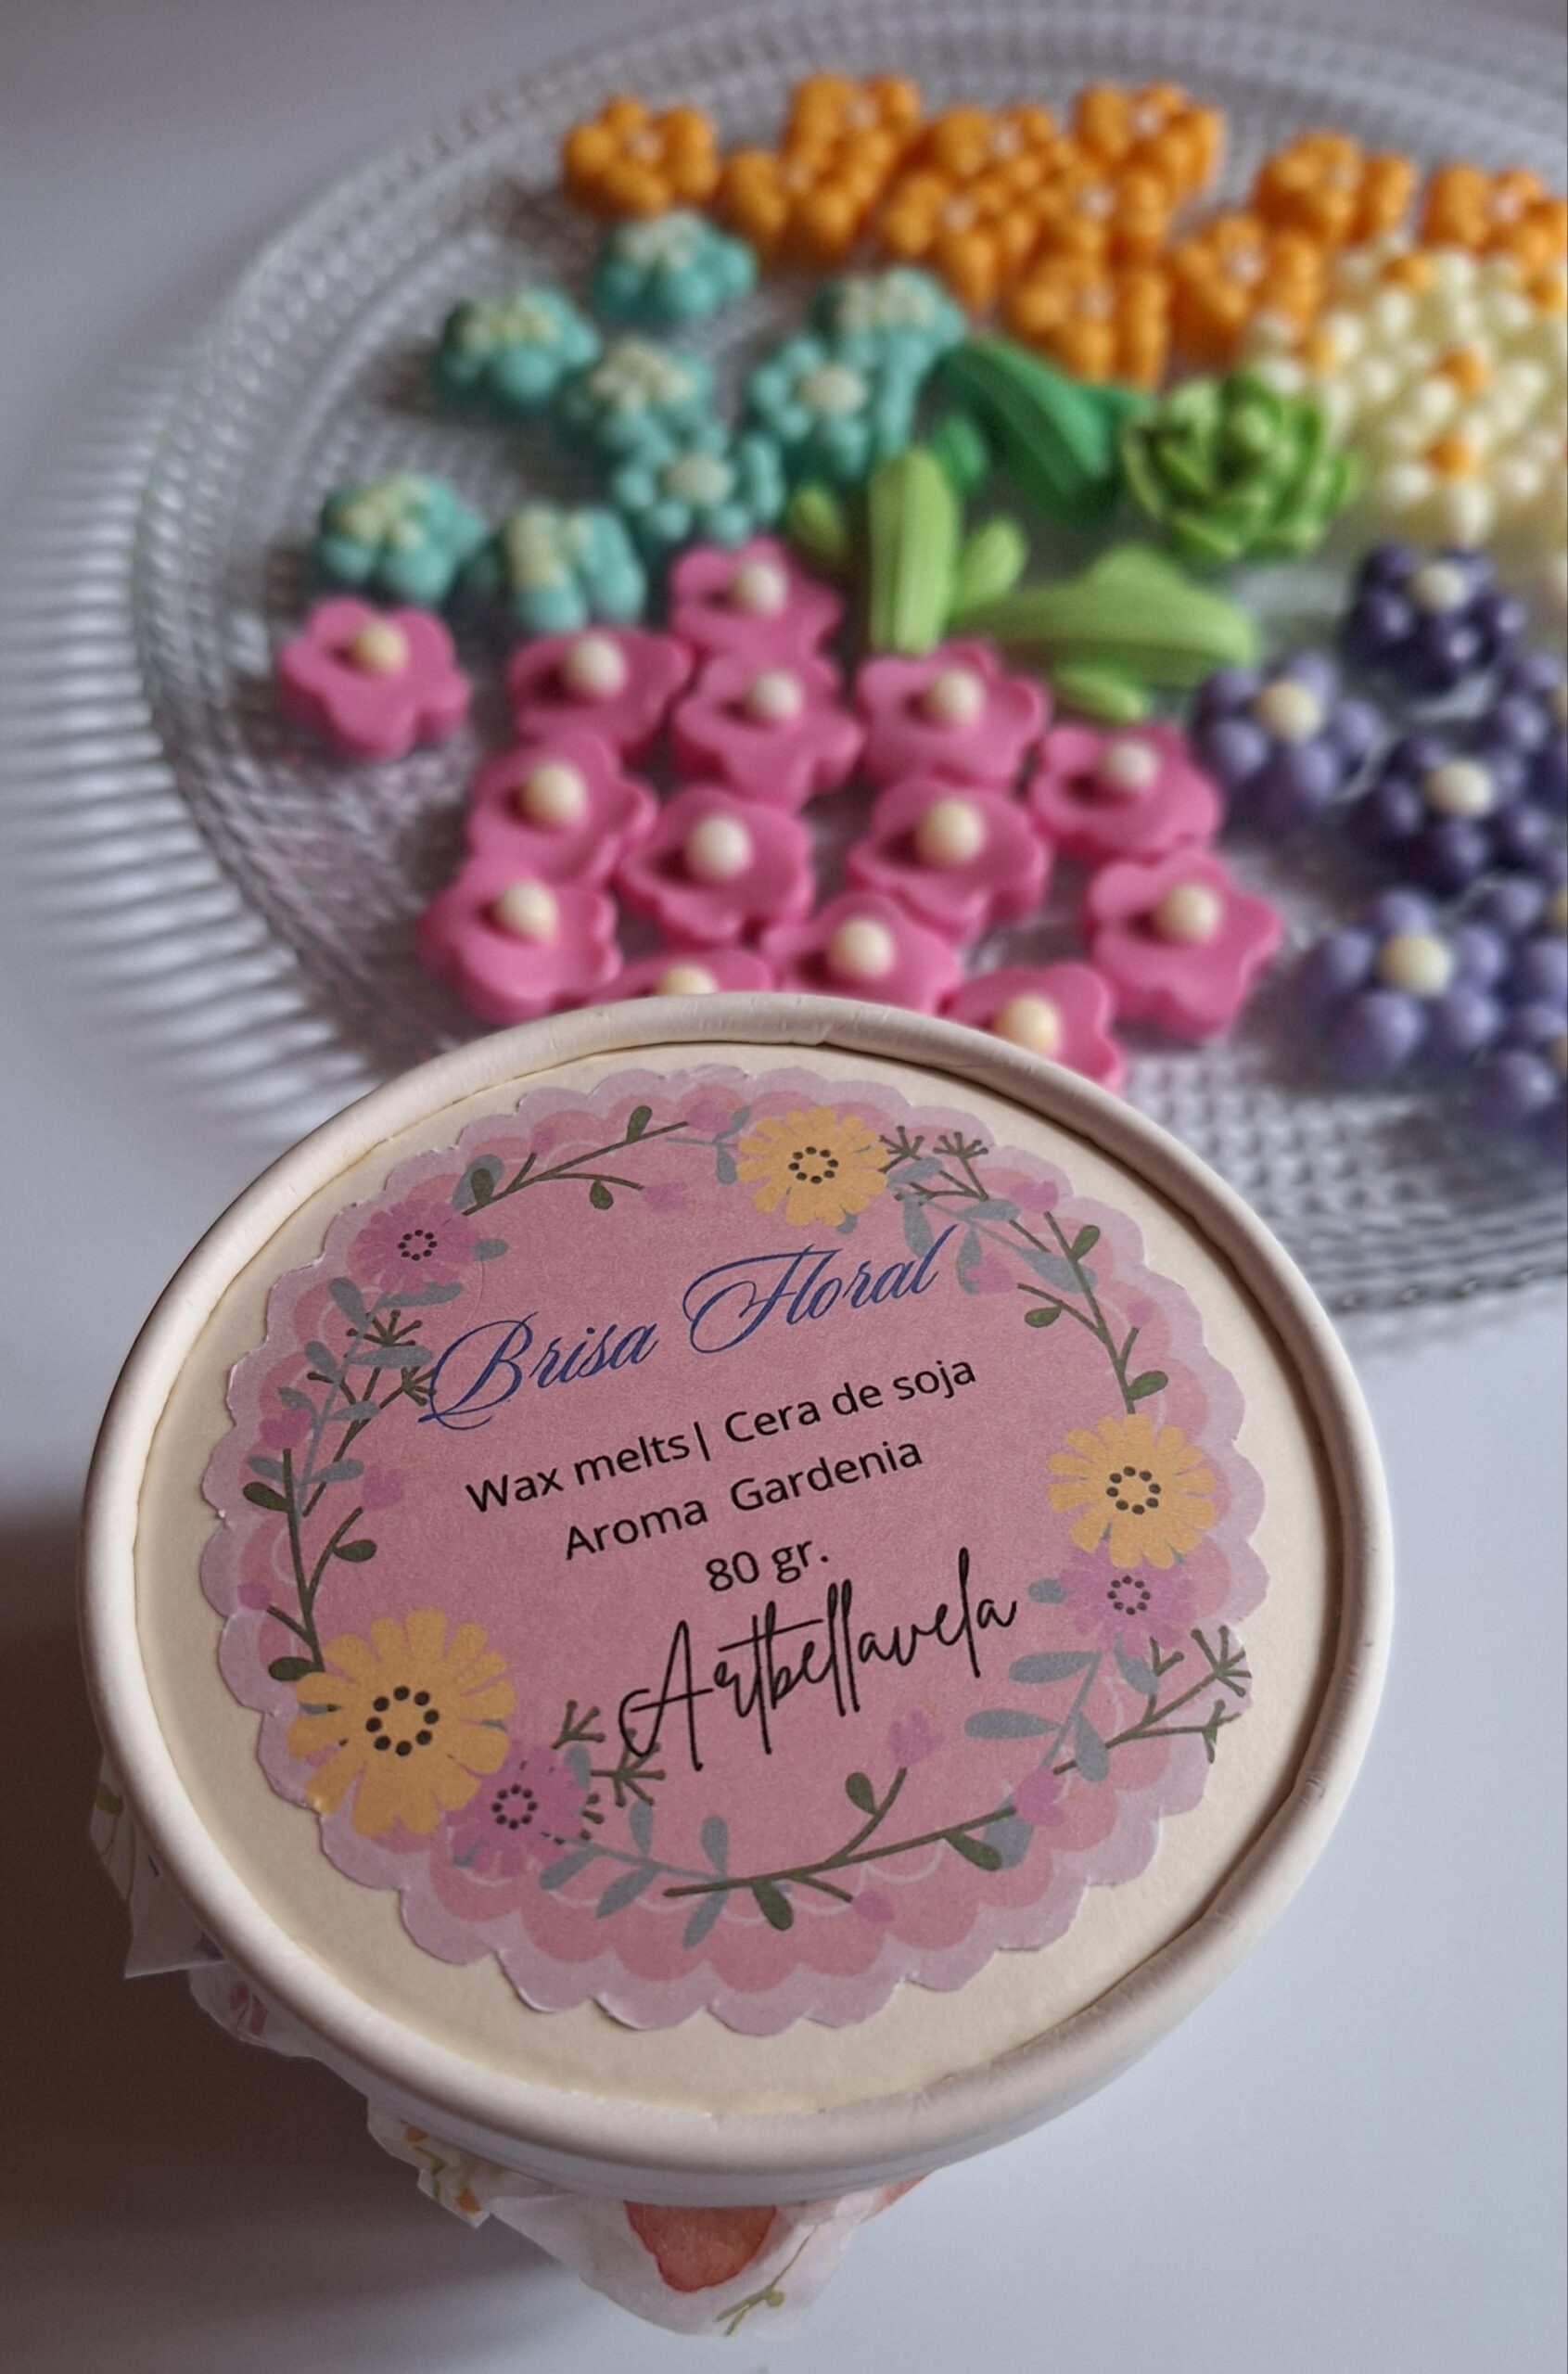 Brisa Floral
Wax melts| Cera de soja
Aroma Gardenia
80 gr.
Artbellavela